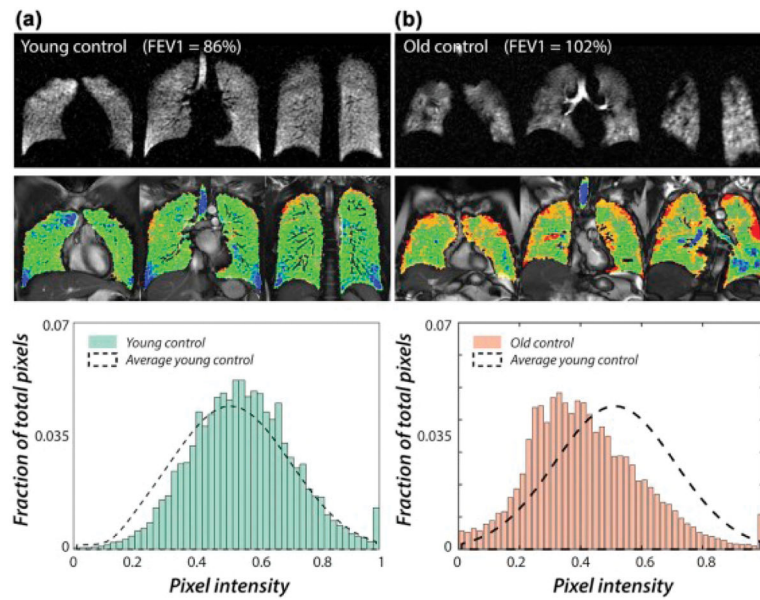 (a)
Young control (FEV1 = 86%)
0.07
Young control
Average young control
Fraction of total pixels
0.035
0
0.2
0.4
0.6
0.8
1
Pixel intensity
(b)
Old control (FEV1 = 102%)
0.07
Old control
Average young control
Fraction of total pixels
0.035
0
0.2
0.4
0.6
0.8
Pixel intensity